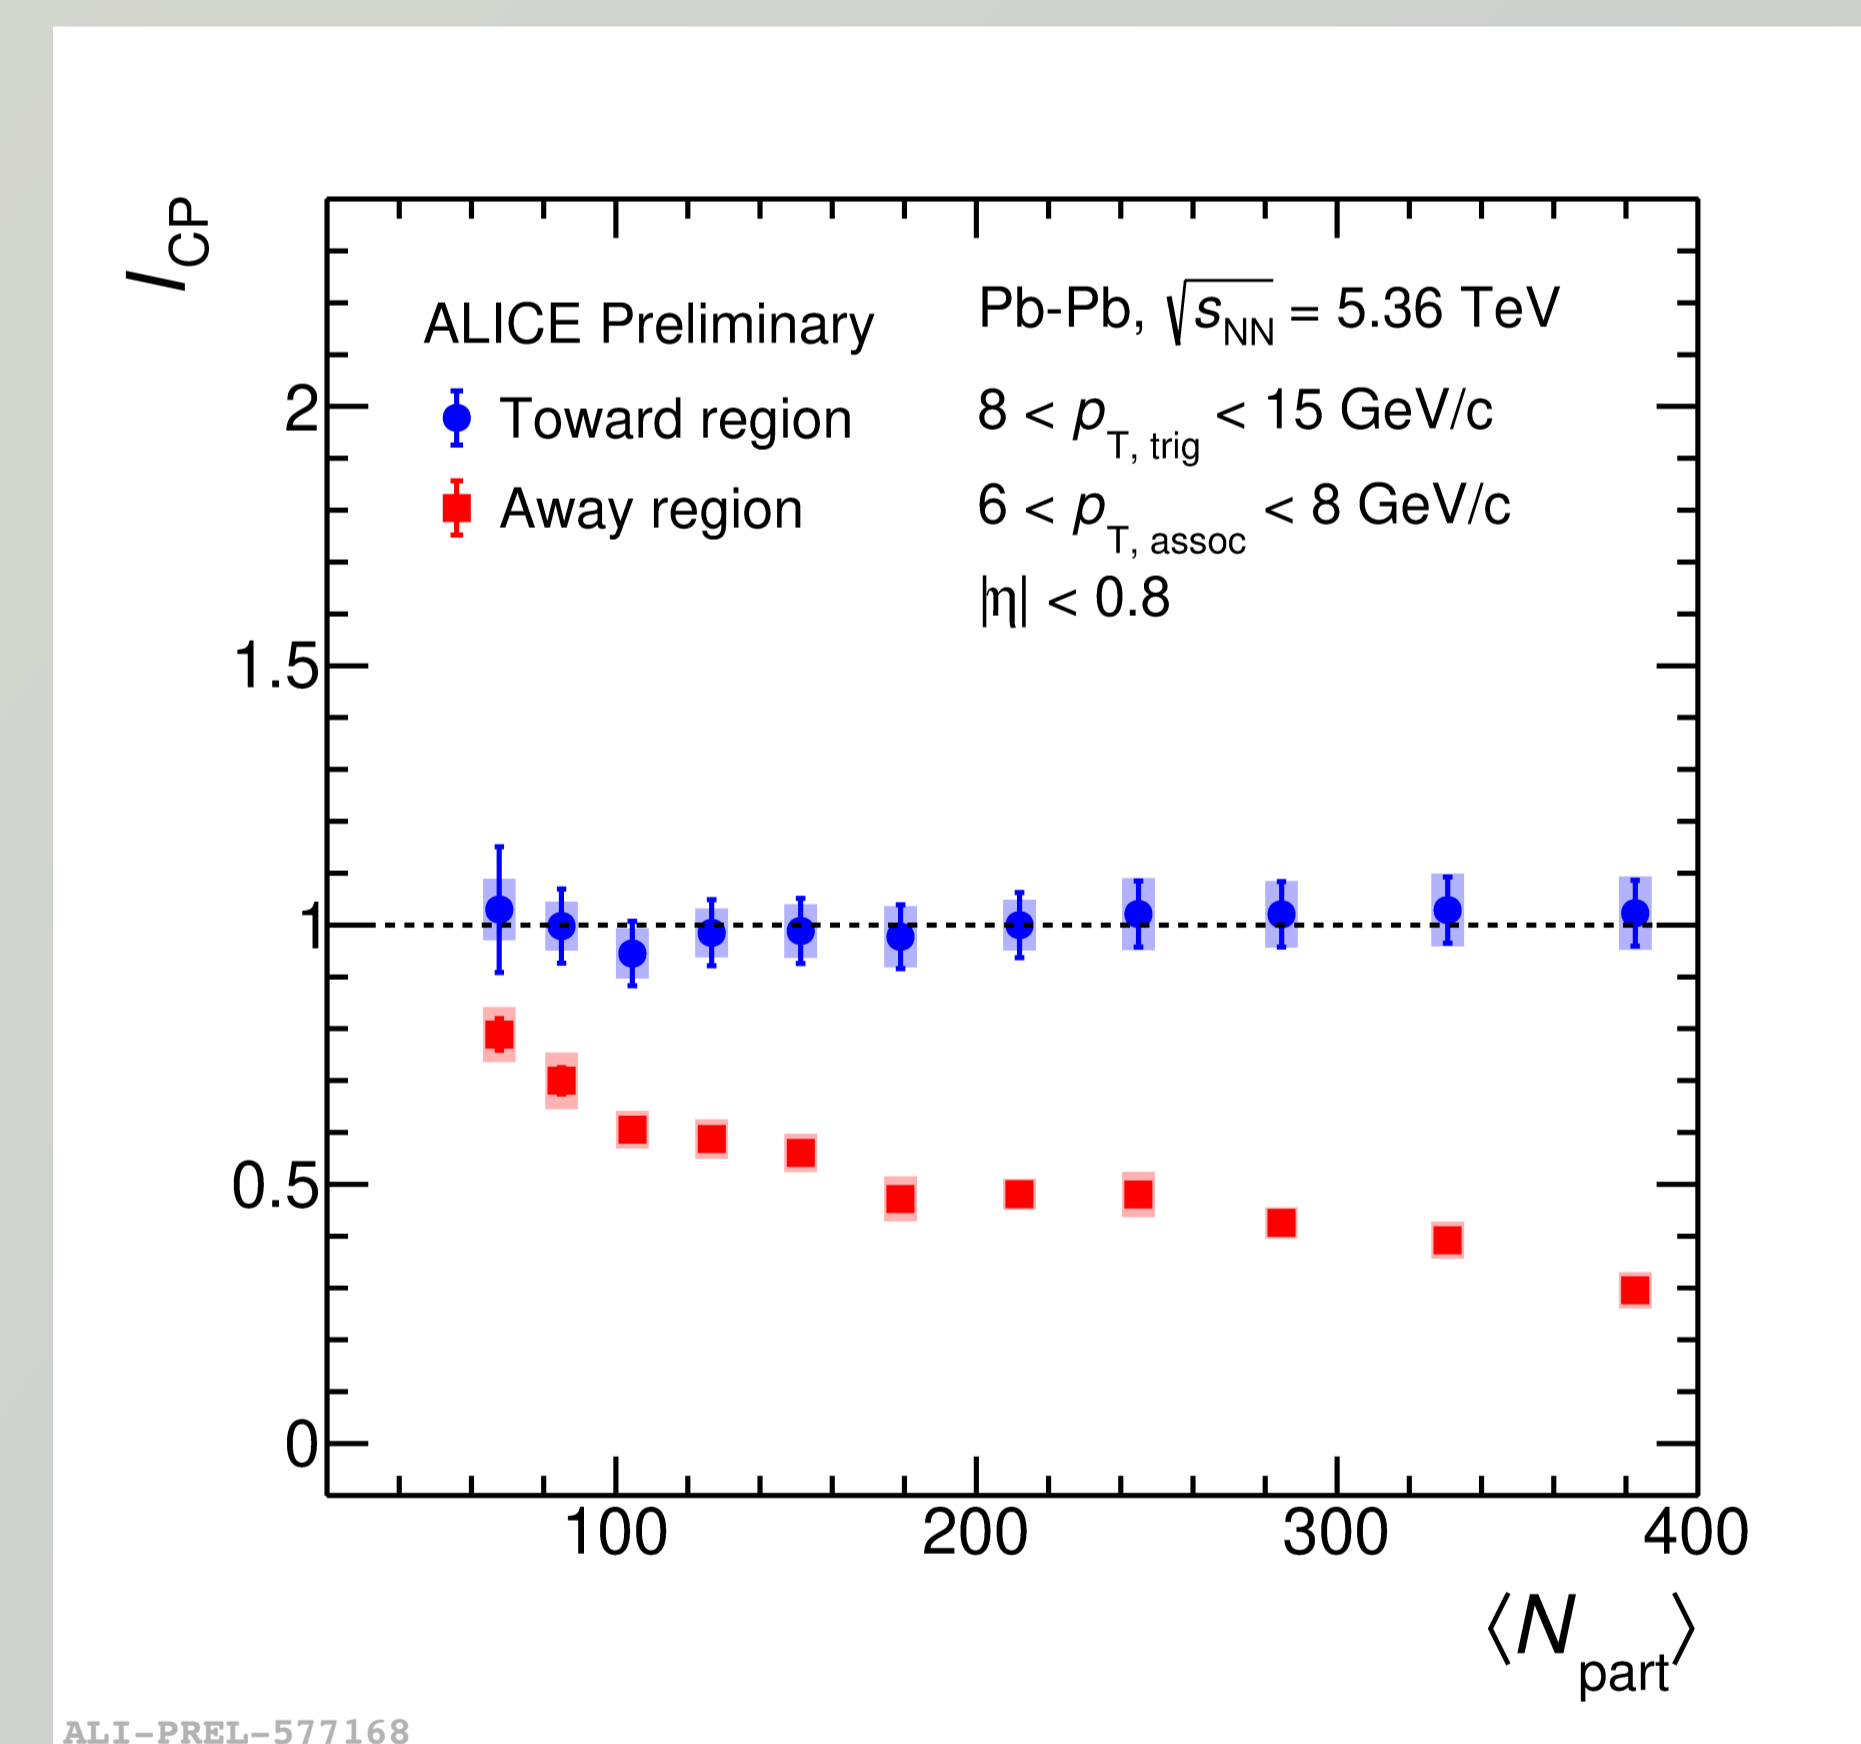 I_CP
ALICE Preliminary
Toward region
Away region
Pb-Pb, √s_NN = 5.36 TeV
8 < p_T, trig < 15 GeV/c
6 < p_T, assoc < 8 GeV/c
|η| < 0.8
2
1.5
1
0.5
0
100 200 300 400
⟨N_part⟩
ALI-PREL-577168